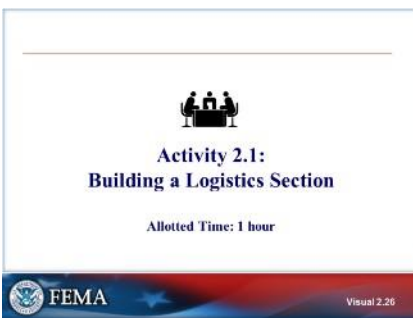 Activity 2.1:
Building a Logistics Section
Allotted Time: 1 hour
FEMA
Visual 2.26